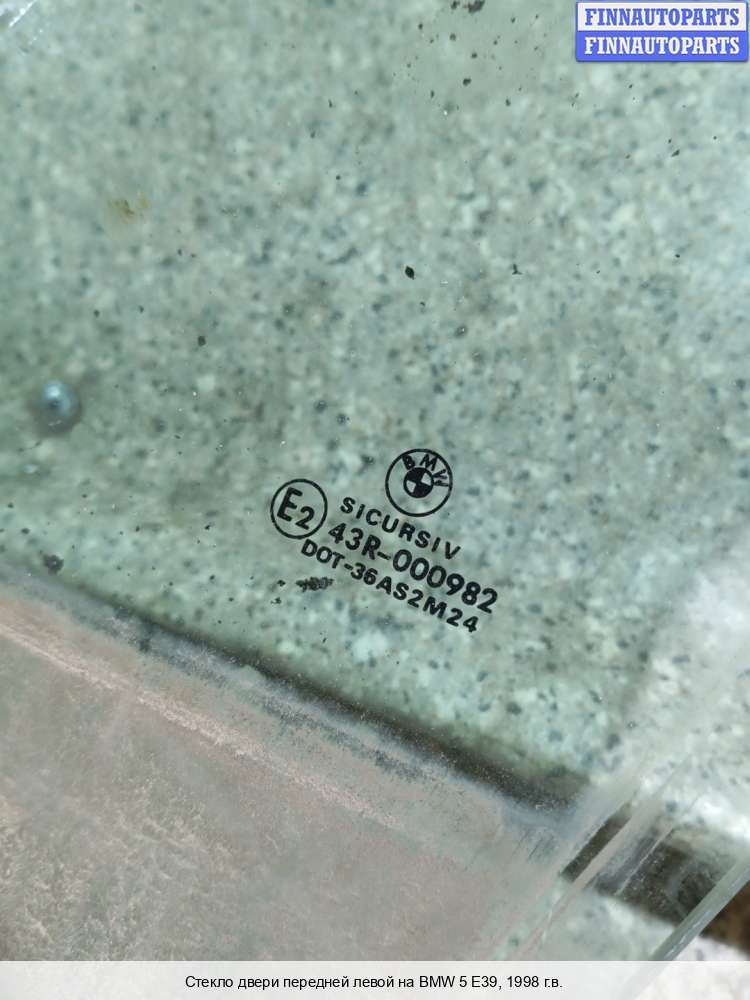 FINNAUTOPARTS
FINNAUTOPARTS
BMW
E2
SICURSIV
43R-000982
DOT-36AS2M24
Стекло двери передней левой на BMW 5 E39, 1998 г.в.